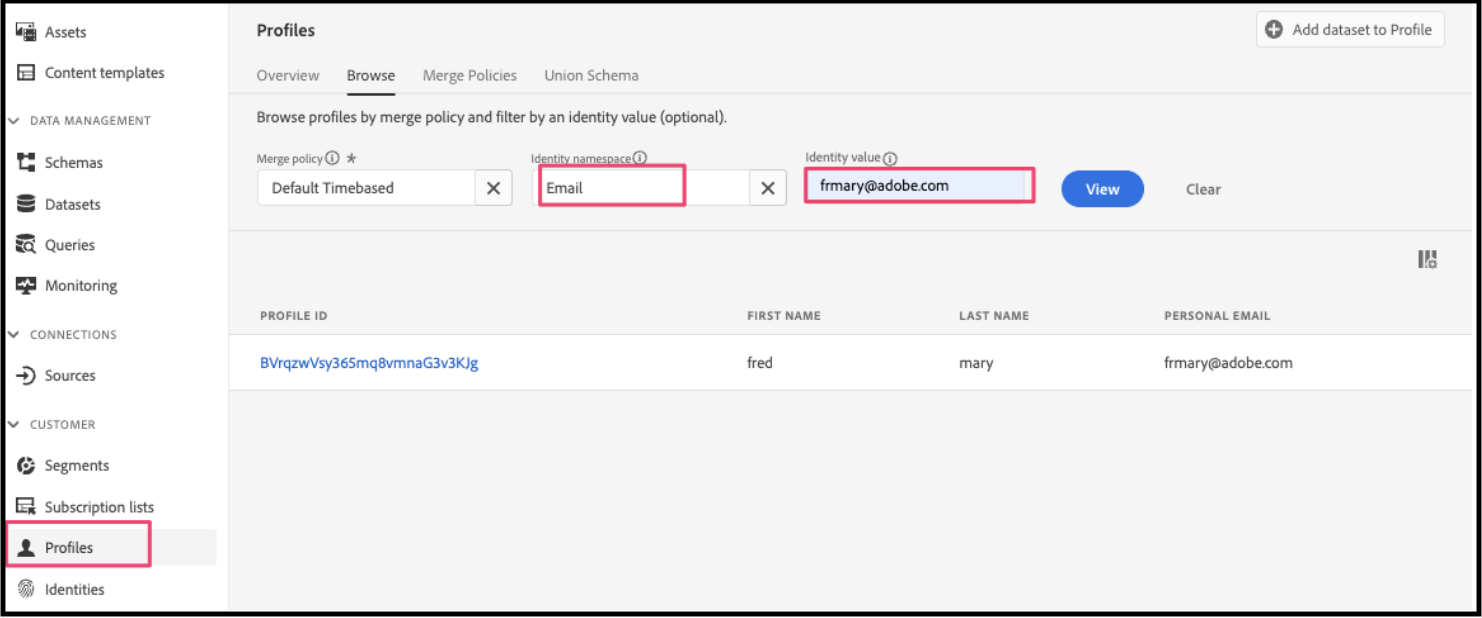 Assets
Content templates
DATA MANAGEMENT
Schemas
Datasets
Queries
Monitoring
CONNECTIONS
Sources
CUSTOMER
Segments
Subscription lists
Profiles
Identities
Profiles
Add dataset to Profile
Overview Browse Merge Policies Union Schema
Browse profiles by merge policy and filter by an identity value (optional).
Merge policy * Identity namespace Identity value
Default Timebased Email frmary@adobe.com View Clear
PROFILE ID FIRST NAME LAST NAME PERSONAL EMAIL
BVrqzwVsy365mq8vmnaG3v3KJg fred mary frmary@adobe.com